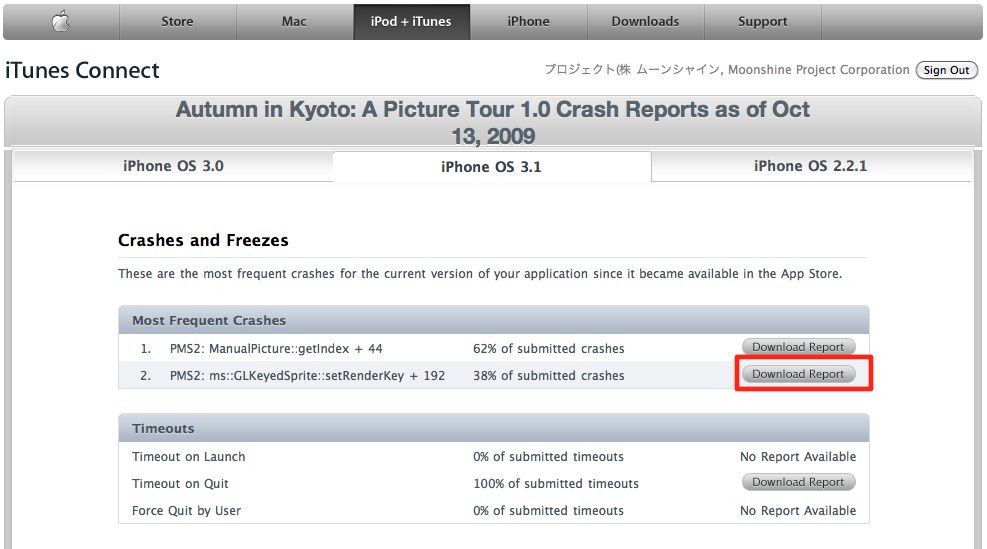 Store Mac iPod + iTunes iPhone Downloads Support
iTunes Connect プロジェクト(株 ムーンシャイン, Moonshine Project Corporation Sign Out
Autumn in Kyoto: A Picture Tour 1.0 Crash Reports as of Oct
13, 2009
iPhone OS 3.0 iPhone OS 3.1 iPhone OS 2.2.1
Crashes and Freezes
These are the most frequent crashes for the current version of your application since it became available in the App Store.
Most Frequent Crashes
1. PMS2: ManualPicture::getIndex + 44 62% of submitted crashes Download Report
2. PMS2: ms::GLKeyedSprite::setRenderKey + 192 38% of submitted crashes Download Report
Timeouts
Timeout on Launch 0% of submitted timeouts No Report Available
Timeout on Quit 100% of submitted timeouts Download Report
Force Quit by User 0% of submitted timeouts No Report Available